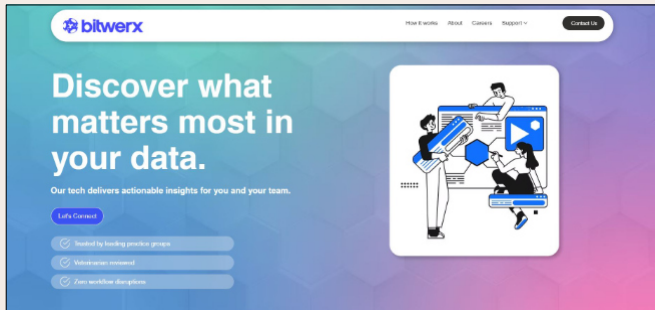 bitwerx
How it works About Careers Support
Contact Us
Discover what
matters most in
your data.
Our tech delivers actionable insights for you and your team.
Let's Connect
Trusted by leading practice groups
Veterinarian reviewed
Zero workflow disruptions